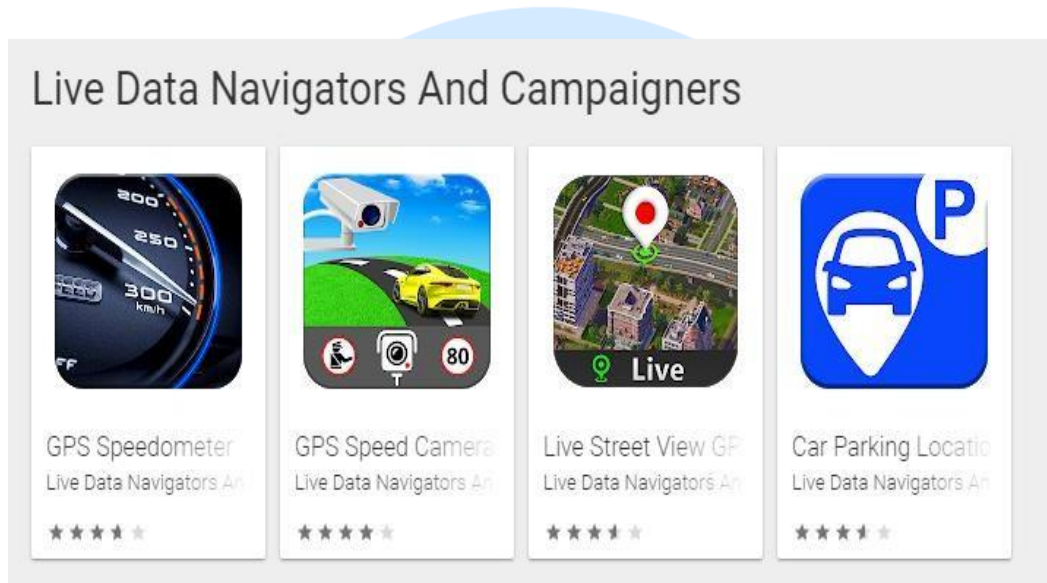 Live Data Navigators And Campaigners
200
250
300
km/h
80
Live
P
GPS Speedometer
Live Data Navigators An
GPS Speed Camera
Live Data Navigators An
Live Street View GP
Live Data Navigators An
Car Parking Locatio
Live Data Navigators An